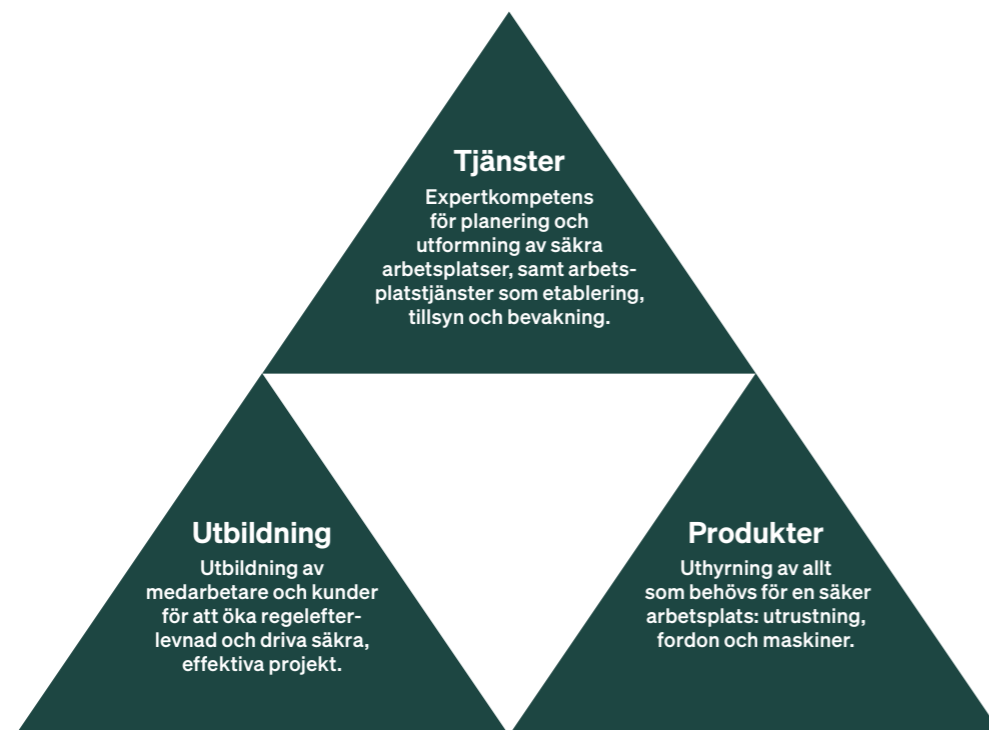 Tjänster
Expertkompetens
för planering och
utformning av säkra
arbetsplatser, samt arbets-
platstjänster som etablering,
tillsyn och bevakning.
Utbildning
Utbildning av
medarbetare och kunder
för att öka regelefter-
levnad och driva säkra,
effektiva projekt.
Produkter
Uthyrning av allt
som behövs för en säker
arbetsplats: utrustning,
fordon och maskiner.